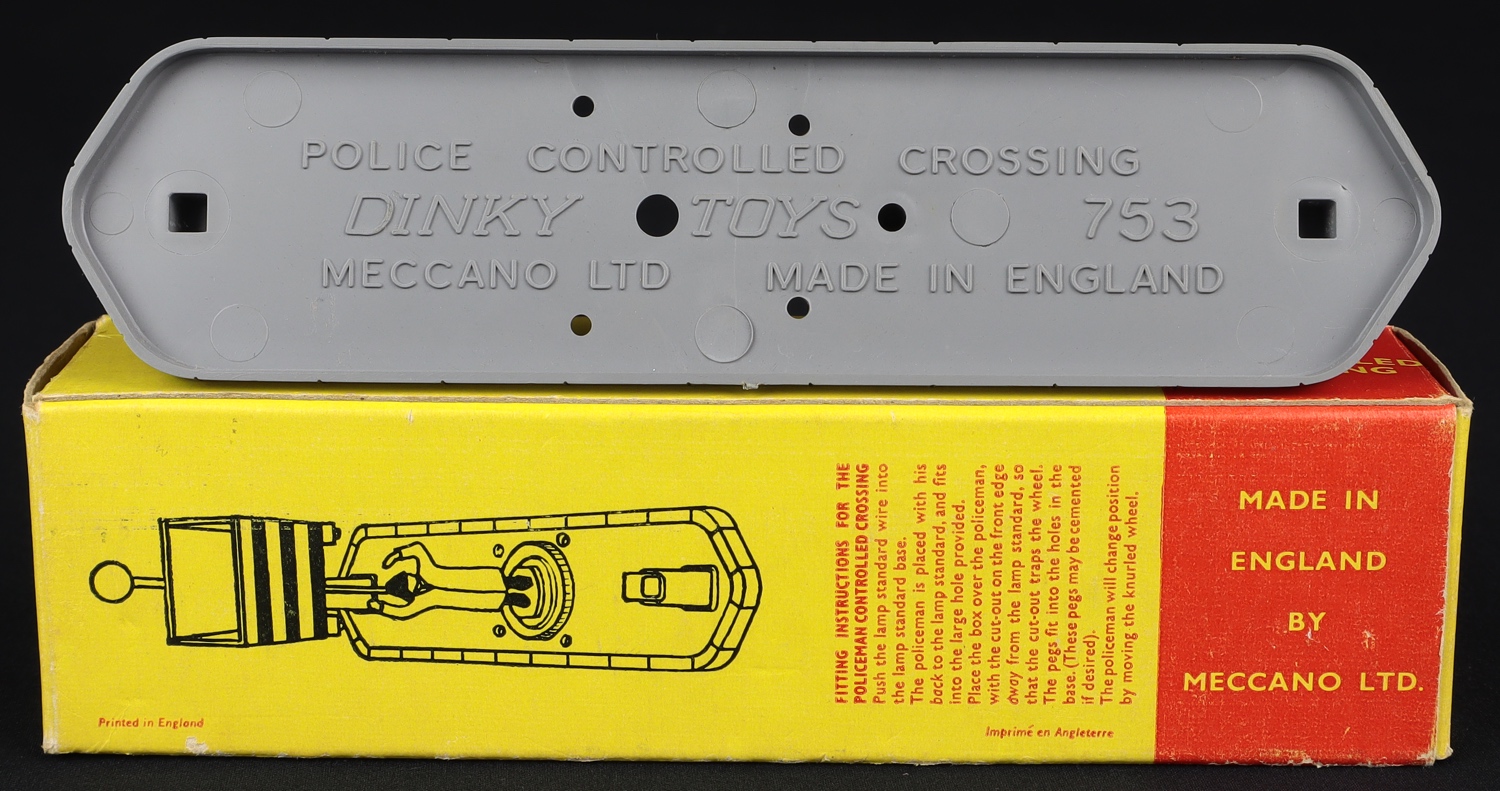 POLICE CONTROLLED CROSSING
DINKY TOYS 753
MECCANO LTD MADE IN ENGLAND
FITTING INSTRUCTIONS FOR THE
POLICEMAN CONTROLLED CROSSING
Push the lamp standard wire into
the lamp standard base.
The policeman is placed with his
back to the lamp standard, and fits
into the large hole provided.
Place the box over the policeman,
with the cut-out on the front edge
away from the lamp standard, so
that the cut-out traps the wheel.
The pegs fit into the holes in the
base. (These pegs may be cemented
if desired).
The policeman will change position
by moving the knurled wheel.
Printed in England
Imprimé en Angleterre
MADE IN
ENGLAND
BY
MECCANO LTD.